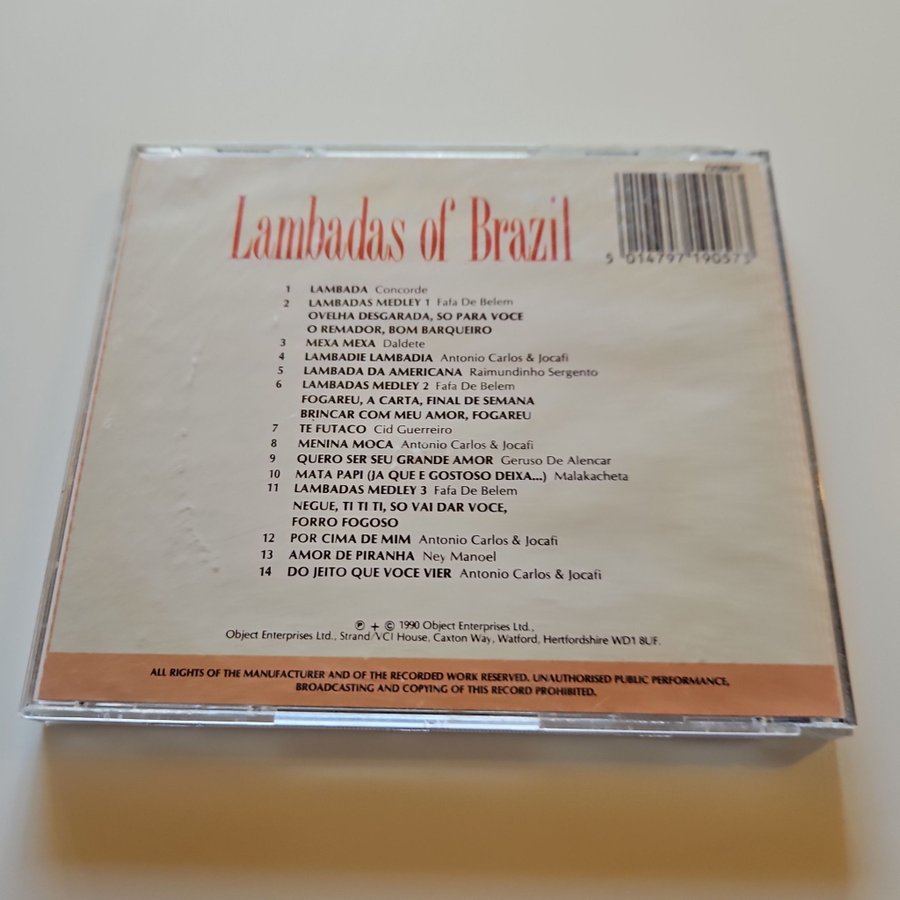 Lambadas of Brazil
5 014797 190573
1 LAMBADA Concorde
2 LAMBADAS MEDLEY 1 Fafa De Belem
OVELHA DESGARADA, SO PARA VOCE
O REMADOR, BOM BARQUEIRO
3 MEXA MEXA Daldete
4 LAMBADIE LAMBADIA Antonio Carlos & Jocafi
5 LAMBADA DA AMERICANA Raimundinho Sergento
6 LAMBADAS MEDLEY 2 Fafa De Belem
FOGAREU, A CARTA, FINAL DE SEMANA
BRINCAR COM MEU AMOR, FOGAREU
7 TE FUTACO Cid Guerreiro
8 MENINA MOCA Antonio Carlos & Jocafi
9 QUERO SER SEU GRANDE AMOR Geruso De Alencar
10 MATA PAPI (JA QUE E GOSTOSO DEIXA...) Malakacheta
11 LAMBADAS MEDLEY 3 Fafa De Belem
NEGUE, TI TI TI, SO VAI DAR VOCE,
FORRO FOGOSO
12 POR CIMA DE MIM Antonio Carlos & Jocafi
13 AMOR DE PIRANHA Ney Manoel
14 DO JEITO QUE VOCE VIER Antonio Carlos & Jocafi
℗ + © 1990 Object Enterprises Ltd.,
Object Enterprises Ltd., Strand/VCI House, Caxton Way, Watford, Hertfordshire WD1 8UF.
ALL RIGHTS OF THE MANUFACTURER AND OF THE RECORDED WORK RESERVED. UNAUTHORISED PUBLIC PERFORMANCE,
BROADCASTING AND COPYING OF THIS RECORD PROHIBITED.